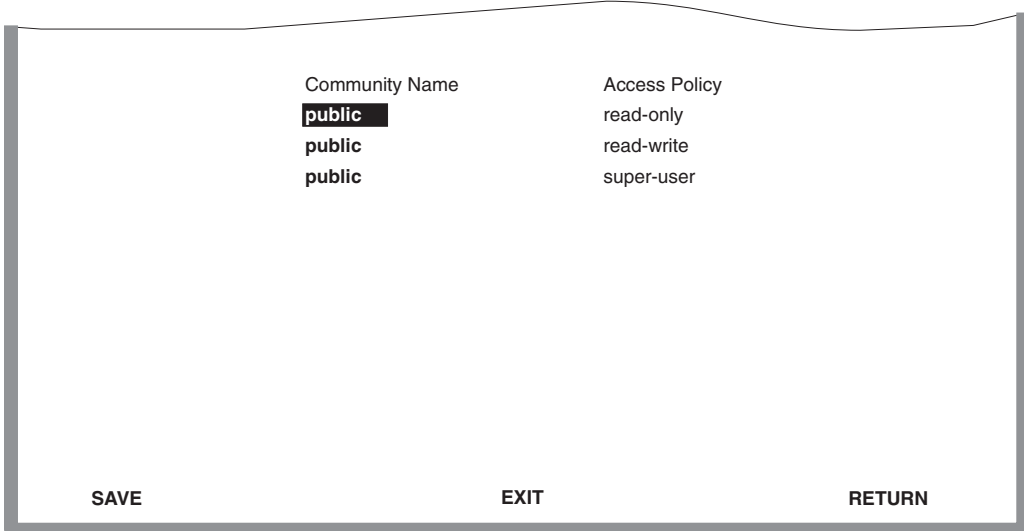 Community Name Access Policy
public read-only
public read-write
public super-user
SAVE EXIT RETURN